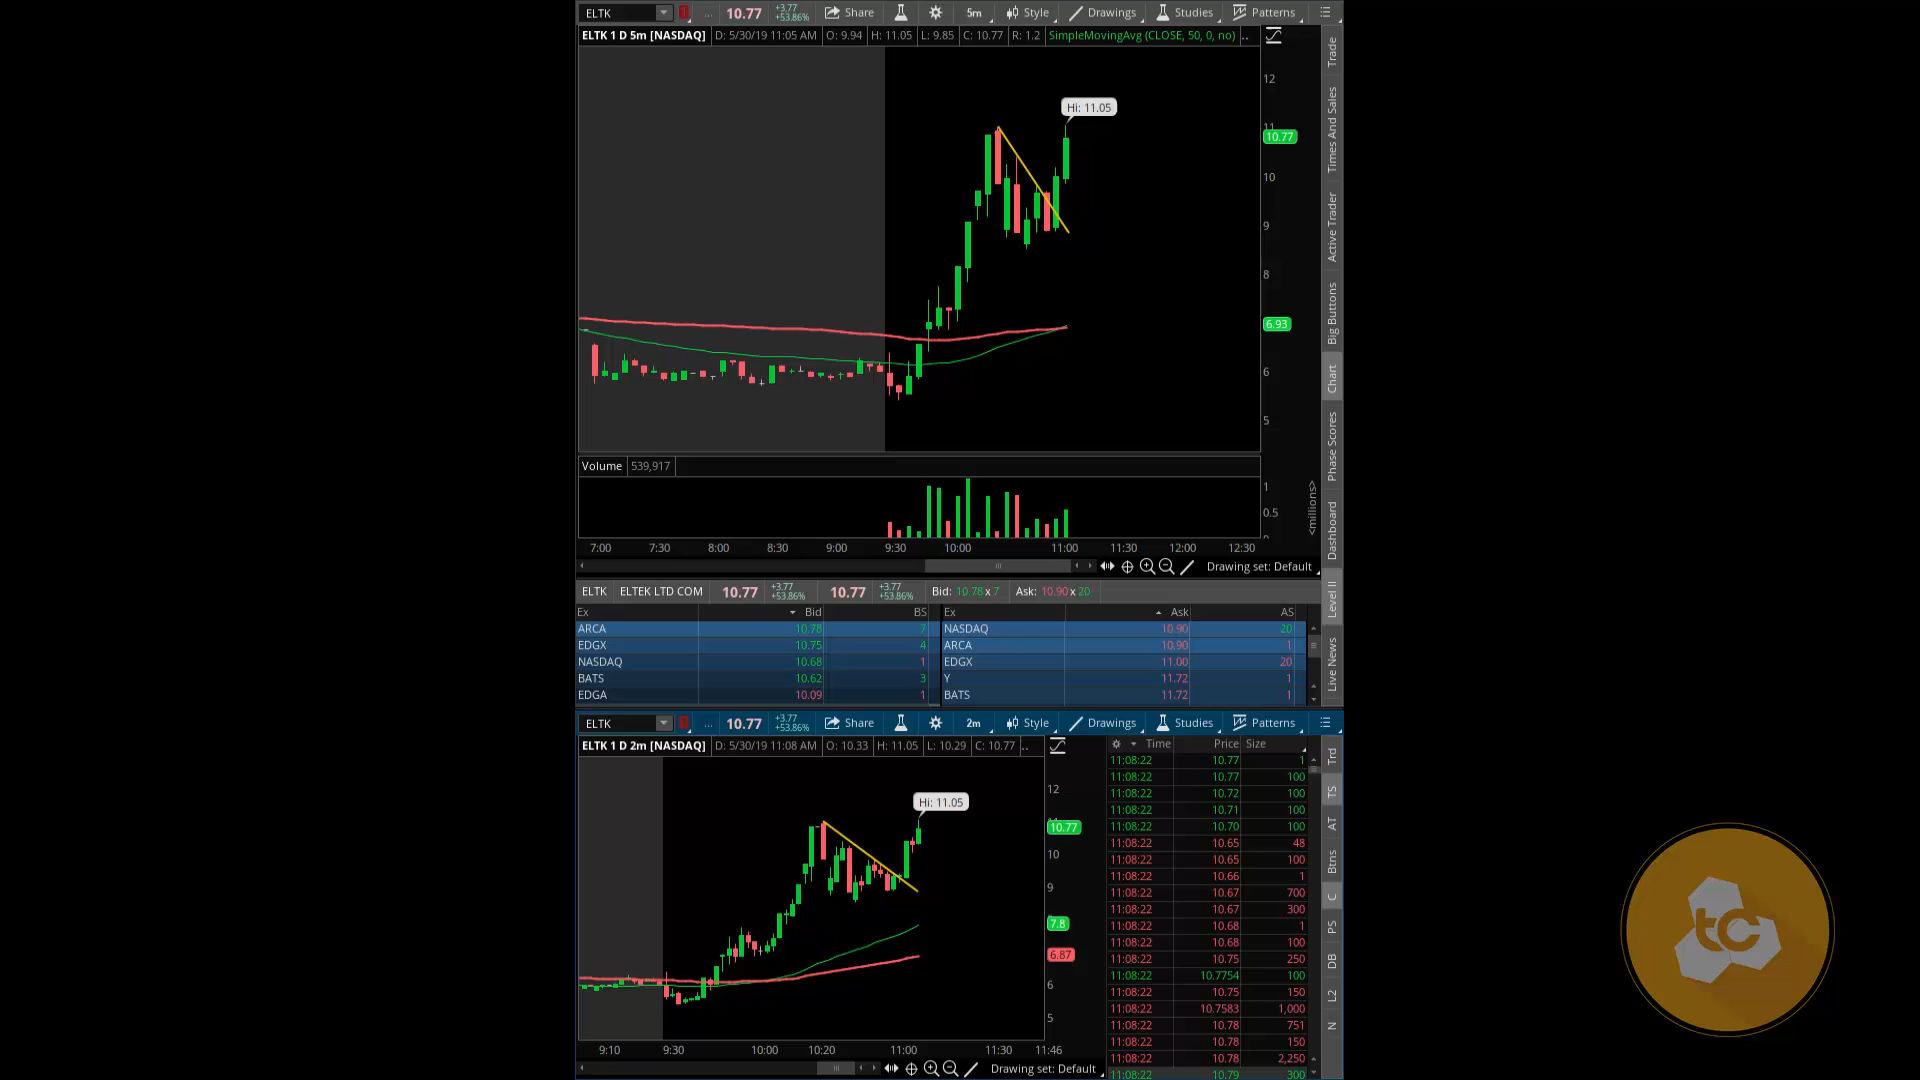 ELTK 10.77 +3.77 +53.86% Share 5m Style Drawings Studies Patterns
ELTK 1 D 5m [NASDAQ] D: 5/30/19 11:05 AM O: 9.94 H: 11.05 L: 9.85 C: 10.77 R: 1.2 SimpleMovingAvg (CLOSE, 50, 0, no) ..
Hi: 11.05
12
11
10.77
10
9
8
6.93
6
5
Volume 539,917
1
0.5
0
<millions>
7:00 7:30 8:00 8:30 9:00 9:30 10:00 11:00 11:30 12:00 12:30
Drawing set: Default
Trade
Times And Sales
Active Trader
Big Buttons
Chart
Phase Scores
Dashboard
Level II
Live News
ELTK ELTEK LTD COM 10.77 +3.77 +53.86% 10.77 +3.77 +53.86% Bid: 10.78 x 7 Ask: 10.90 x 20
Ex Bid BS Ex Ask AS
ARCA 10.78 7 NASDAQ 10.90 20
EDGX 10.75 4 ARCA 10.90 1
NASDAQ 10.68 1 EDGX 11.00 20
BATS 10.62 3 Y 11.72 1
EDGA 10.09 1 BATS 11.72 1
ELTK 10.77 +3.77 +53.86% Share 2m Style Drawings Studies Patterns
ELTK 1 D 2m [NASDAQ] D: 5/30/19 11:08 AM O: 10.33 H: 11.05 L: 10.29 C: 10.77 ..
Hi: 11.05
12
10.77
10
9
7.8
6.87
6
5
9:10 9:30 10:00 10:20 11:00 11:30 11:46
Drawing set: Default
Time Price Size
11:08:22 10.77 1
11:08:22 10.77 100
11:08:22 10.72 100
11:08:22 10.71 100
11:08:22 10.70 100
11:08:22 10.65 48
11:08:22 10.65 100
11:08:22 10.66 1
11:08:22 10.67 700
11:08:22 10.67 300
11:08:22 10.68 1
11:08:22 10.68 100
11:08:22 10.75 250
11:08:22 10.7754 100
11:08:22 10.75 150
11:08:22 10.7583 1,000
11:08:22 10.78 751
11:08:22 10.78 150
11:08:22 10.78 2,250
11:08:22 10.79 300
Trd
TS
AT
Btns
C
PS
DB
L2
N
tc